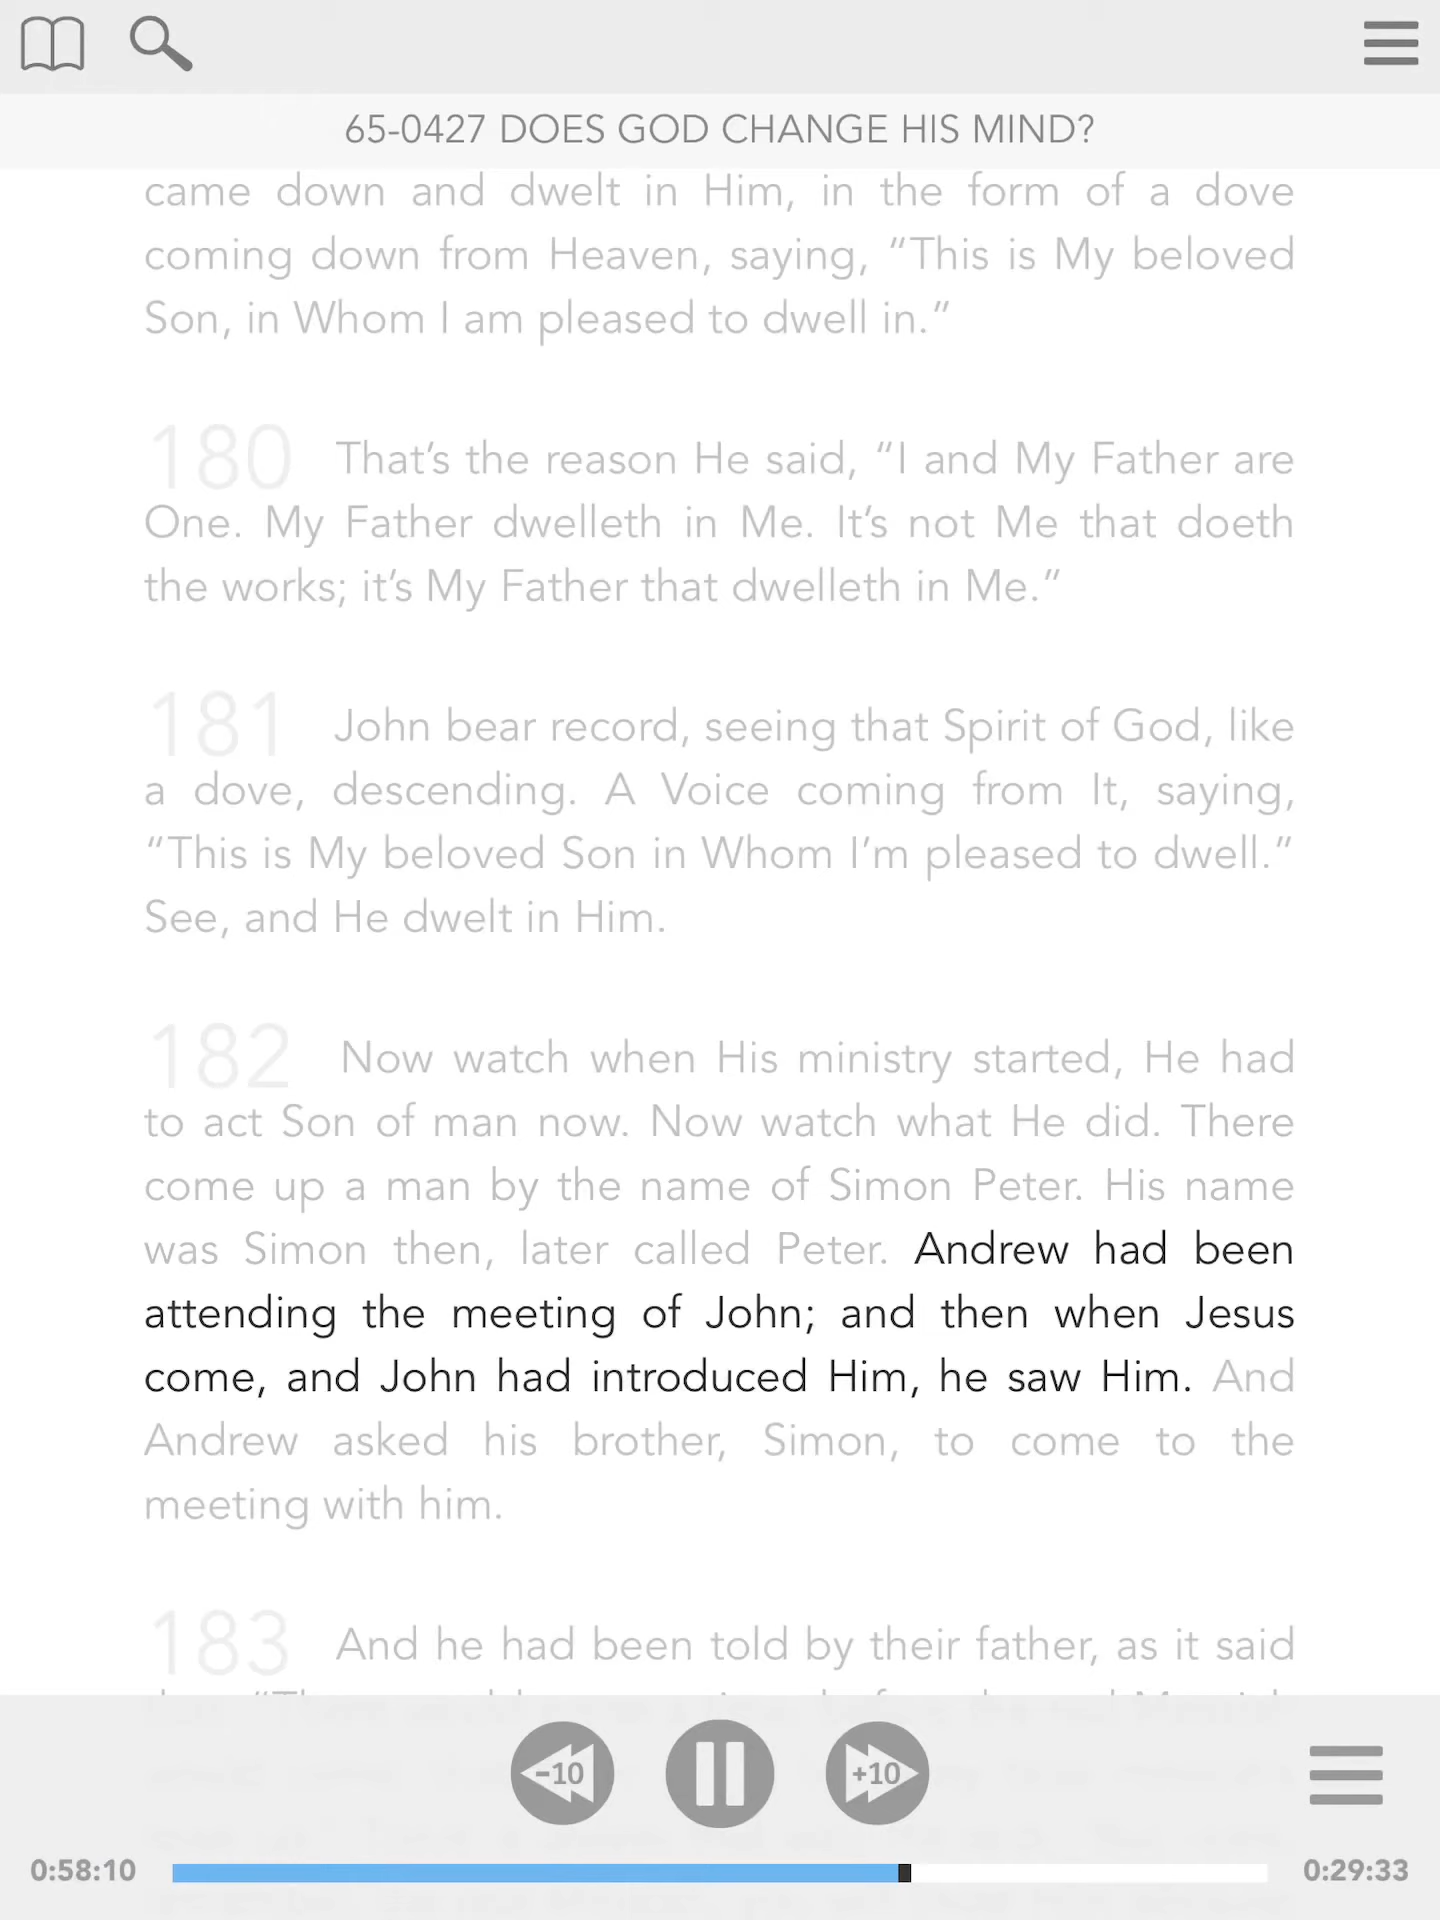 65-0427 DOES GOD CHANGE HIS MIND?
came down and dwelt in Him, in the form of a dove
coming down from Heaven, saying, “This is My beloved
Son, in Whom I am pleased to dwell in.”
180 That’s the reason He said, “I and My Father are
One. My Father dwelleth in Me. It’s not Me that doeth
the works; it’s My Father that dwelleth in Me.”
181 John bear record, seeing that Spirit of God, like
a dove, descending. A Voice coming from It, saying,
“This is My beloved Son in Whom I’m pleased to dwell.”
See, and He dwelt in Him.
182 Now watch when His ministry started, He had
to act Son of man now. Now watch what He did. There
come up a man by the name of Simon Peter. His name
was Simon then, later called Peter. Andrew had been
attending the meeting of John; and then when Jesus
come, and John had introduced Him, he saw Him. And
Andrew asked his brother, Simon, to come to the
meeting with him.
183 And he had been told by their father, as it said
-10 +10
0:58:10 0:29:33